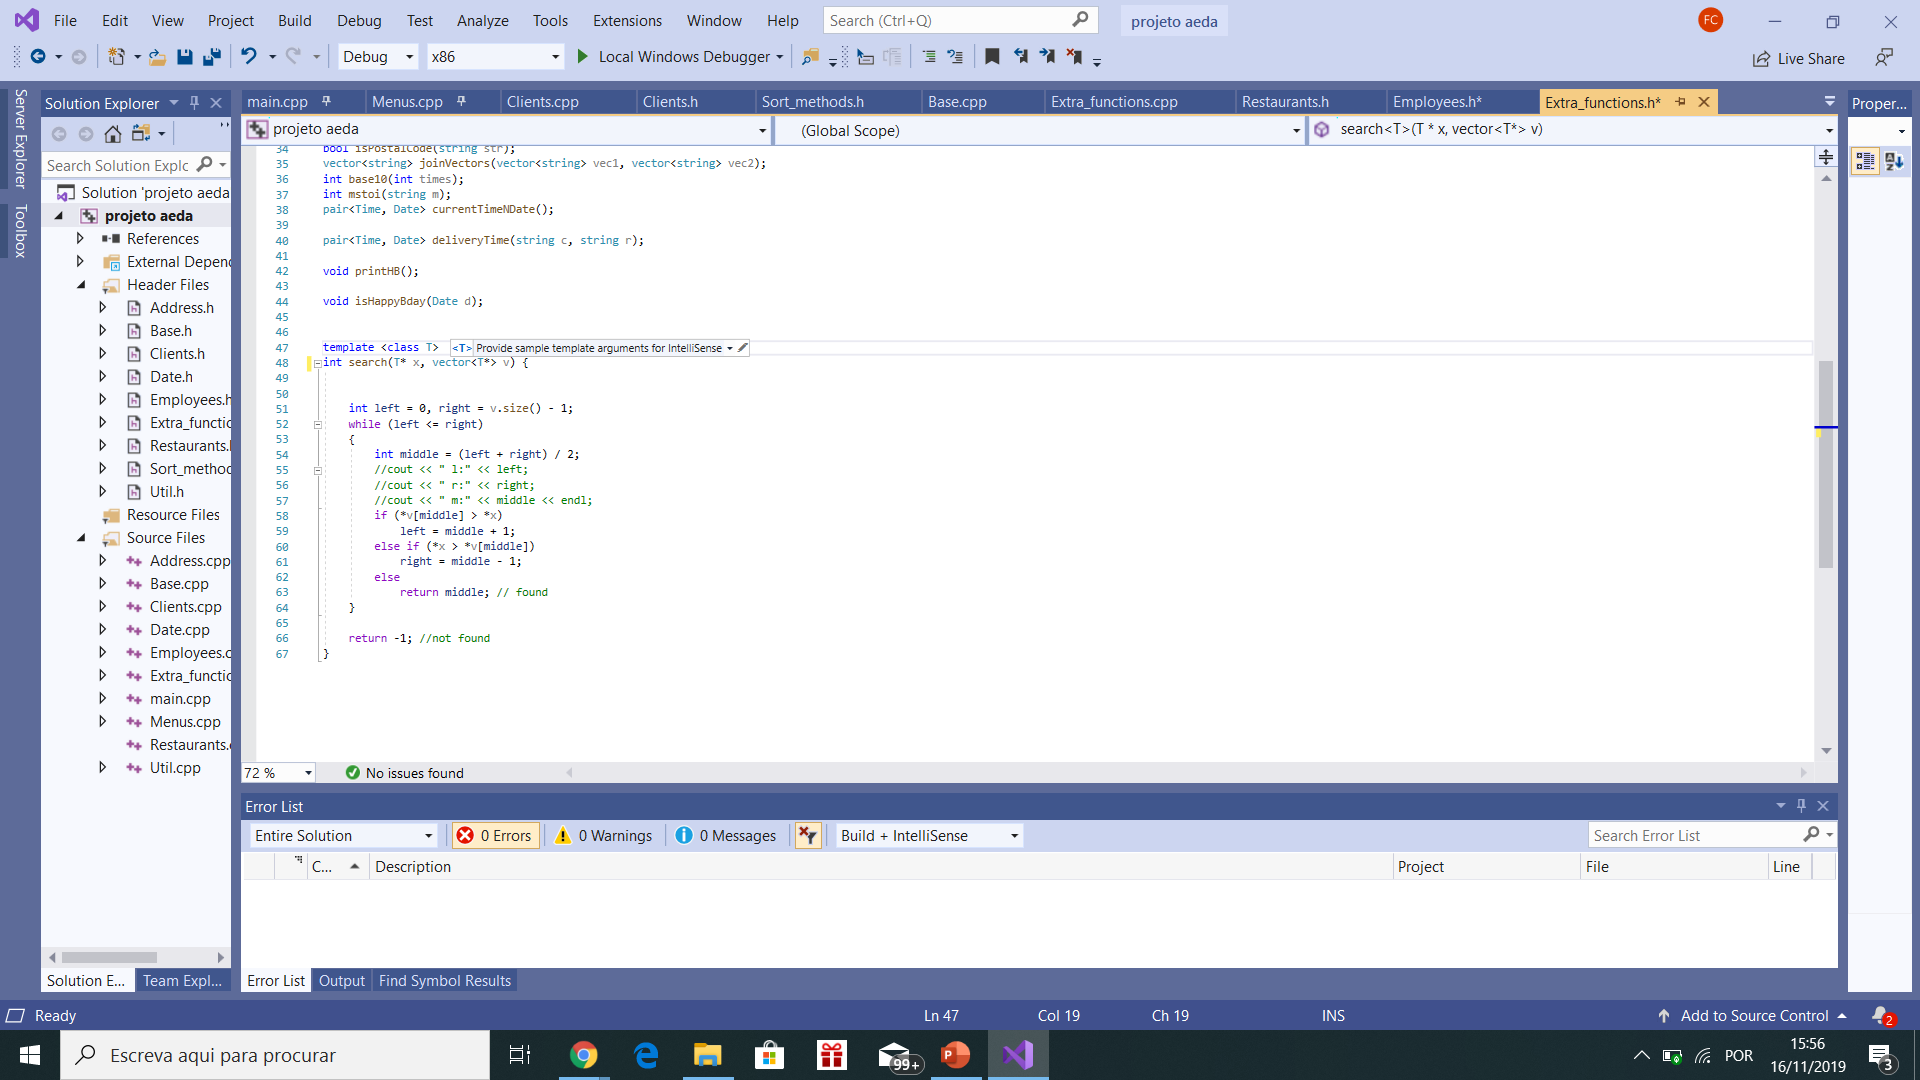 File Edit View Project Build Debug Test Analyze Tools Extensions Window Help Search (Ctrl+Q) projeto aeda FC
Debug x86 Local Windows Debugger Live Share
Server Explorer
Toolbox
Solution Explorer
Search Solution Explc
Solution 'projeto aeda
projeto aeda
References
External Depend
Header Files
Address.h
Base.h
Clients.h
Date.h
Employees.h
Extra_functio
Restaurants.
Sort_method
Util.h
Resource Files
Source Files
Address.cpp
Base.cpp
Clients.cpp
Date.cpp
Employees.c
Extra_functio
main.cpp
Menus.cpp
Restaurants.
Util.cpp
Solution E... Team Expl...
main.cpp Menus.cpp Clients.cpp Clients.h Sort_methods.h Base.cpp Extra_functions.cpp Restaurants.h Employees.h* Extra_functions.h*
projeto aeda (Global Scope) search<T>(T * x, vector<T*> v)
34 bool isPostalCode(string str);
35 vector<string> joinVectors(vector<string> vec1, vector<string> vec2);
36 int base10(int times);
37 int mstoi(string m);
38 pair<Time, Date> currentTimeNDate();
39
40 pair<Time, Date> deliveryTime(string c, string r);
41
42 void printHB();
43
44 void isHappyBday(Date d);
45
46
47 template <class T> <T> Provide sample template arguments for IntelliSense
48 int search(T* x, vector<T*> v) {
49
50
51 int left = 0, right = v.size() - 1;
52 while (left <= right)
53 {
54 int middle = (left + right) / 2;
55 //cout << " l:" << left;
56 //cout << " r:" << right;
57 //cout << " m:" << middle << endl;
58 if (*v[middle] > *x)
59 left = middle + 1;
60 else if (*x > *v[middle])
61 right = middle - 1;
62 else
63 return middle; // found
64 }
65
66 return -1; //not found
67 }
72 % No issues found
Error List
Entire Solution 0 Errors 0 Warnings 0 Messages Build + IntelliSense Search Error List
C... Description Project File Line
Error List Output Find Symbol Results
Proper...
Ready Ln 47 Col 19 Ch 19 INS Add to Source Control 2
Escreva aqui para procurar 99+ POR 15:56
16/11/2019 3